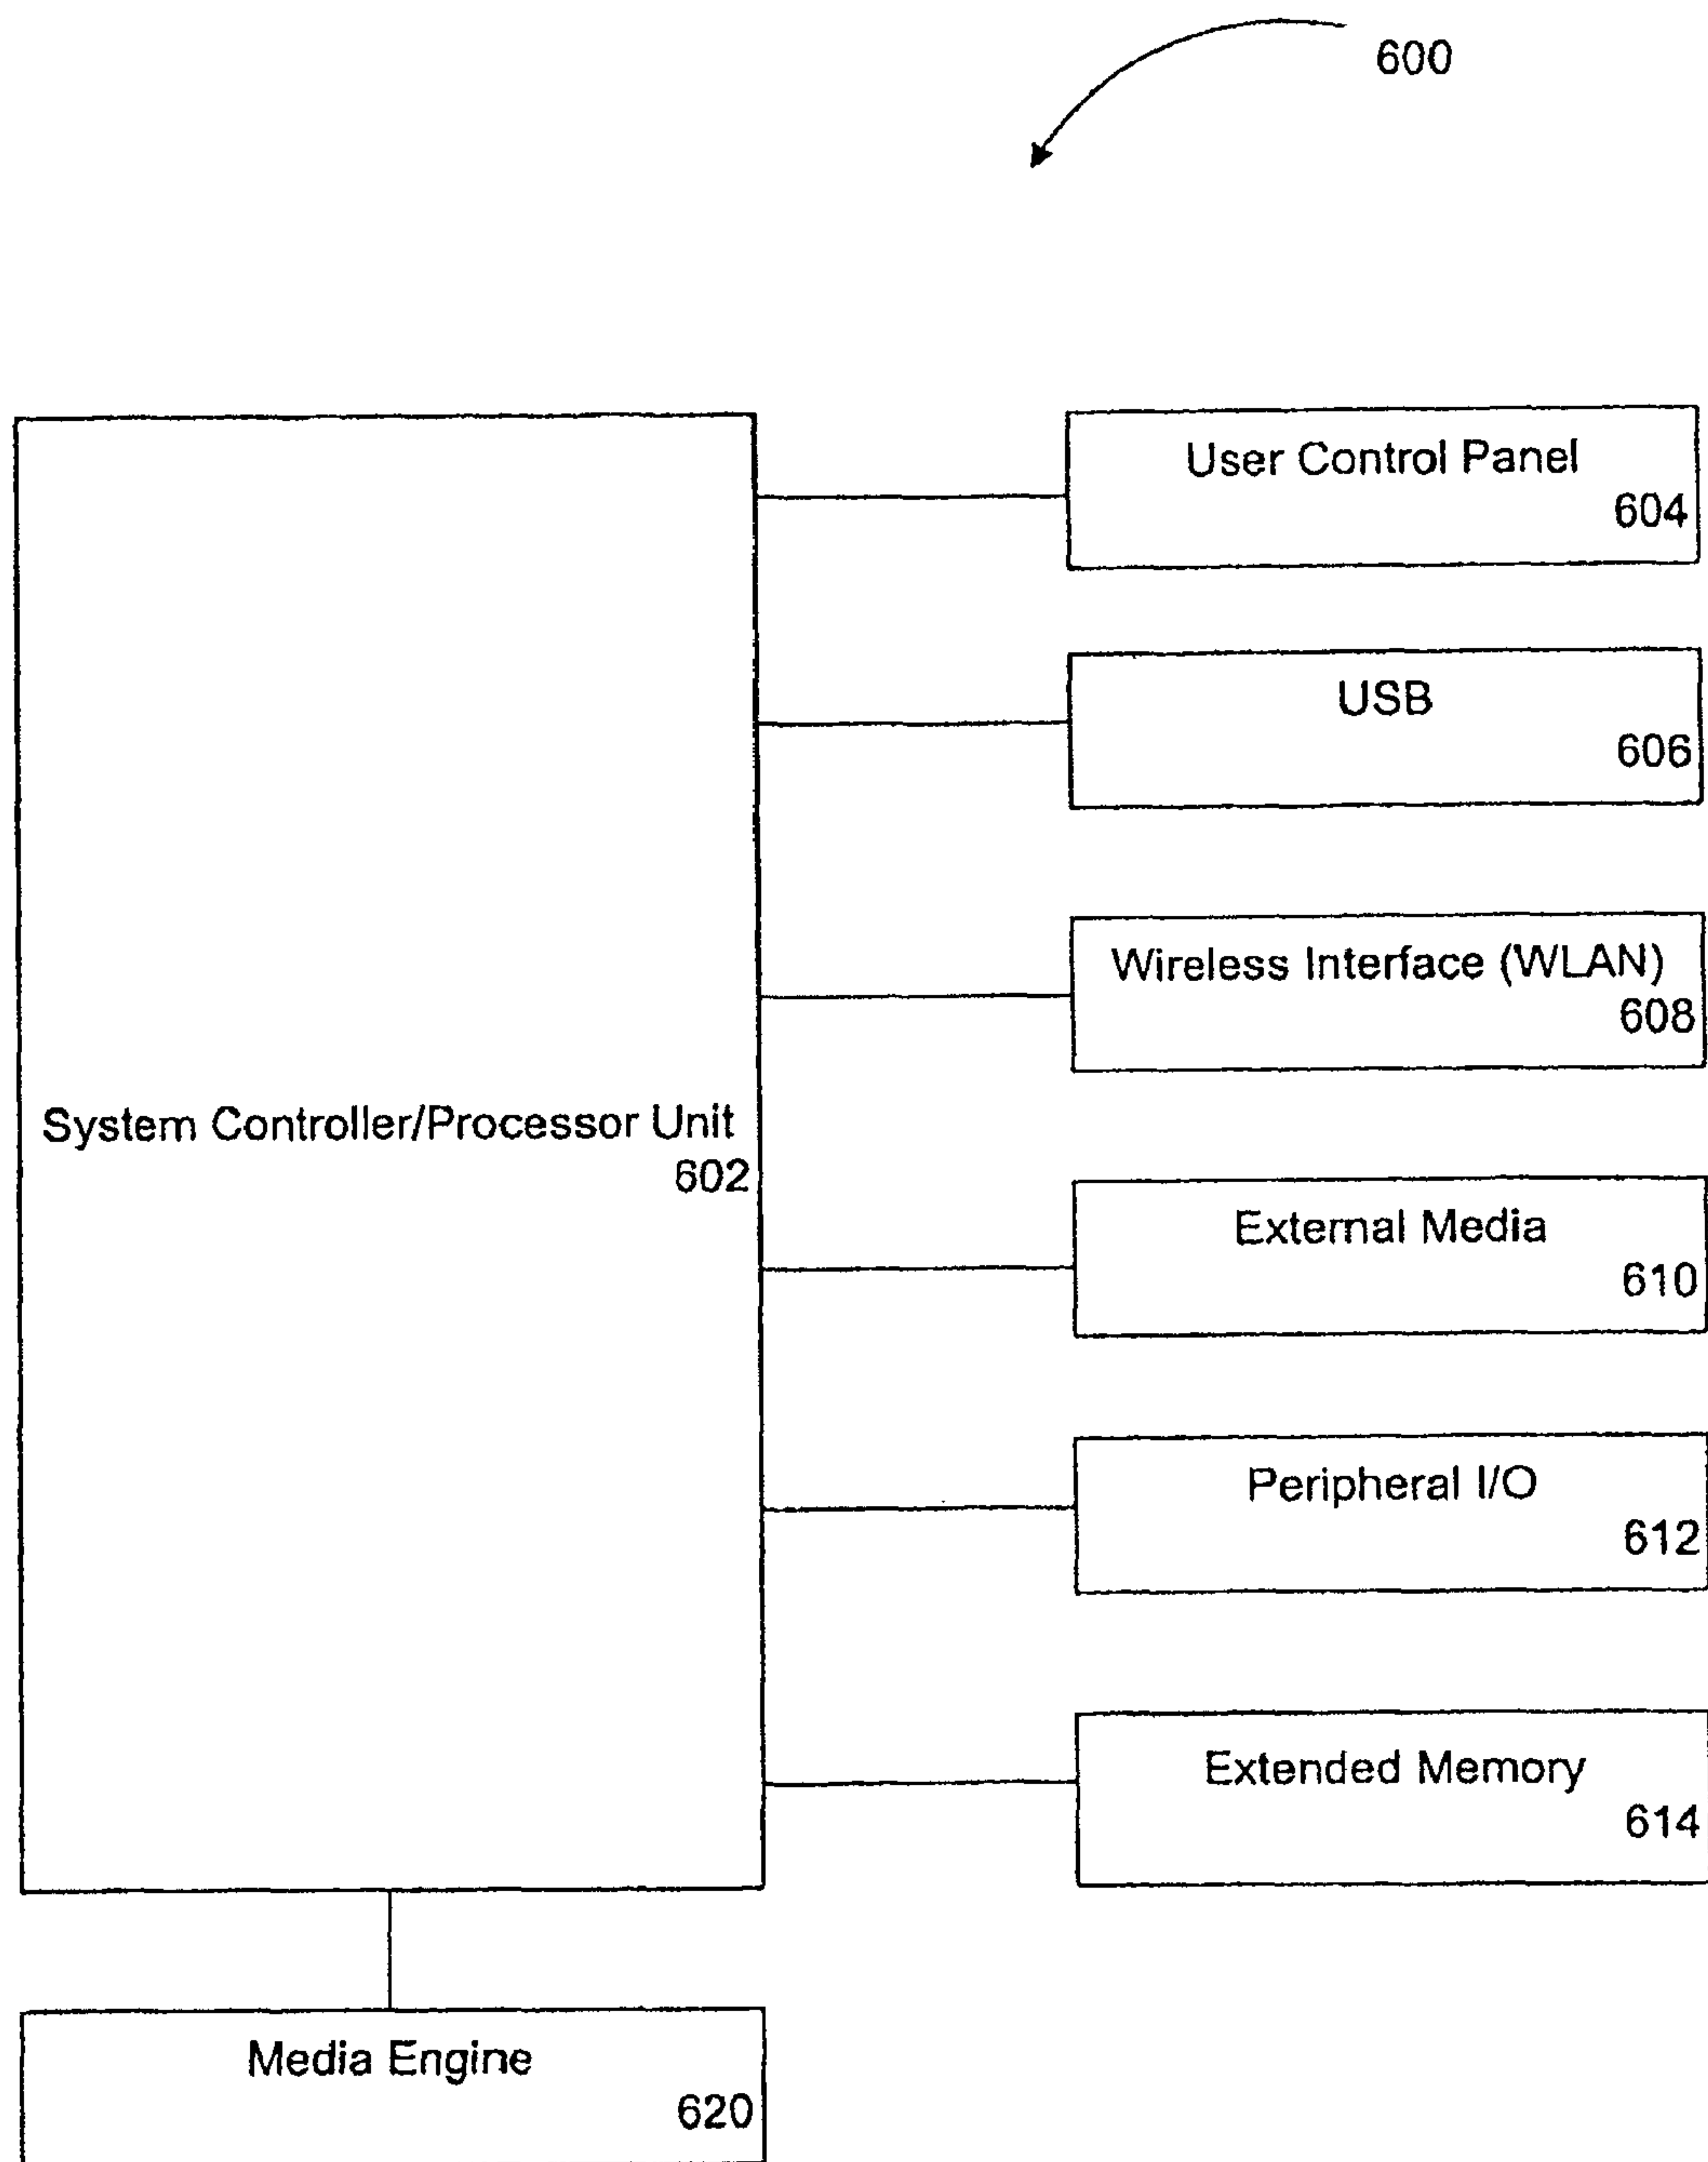 600
User Control Panel
604
USB
606
Wireless Interface (WLAN)
608
System Controller/Processor Unit
602
External Media
610
Peripheral I/O
612
Extended Memory
614
Media Engine
620